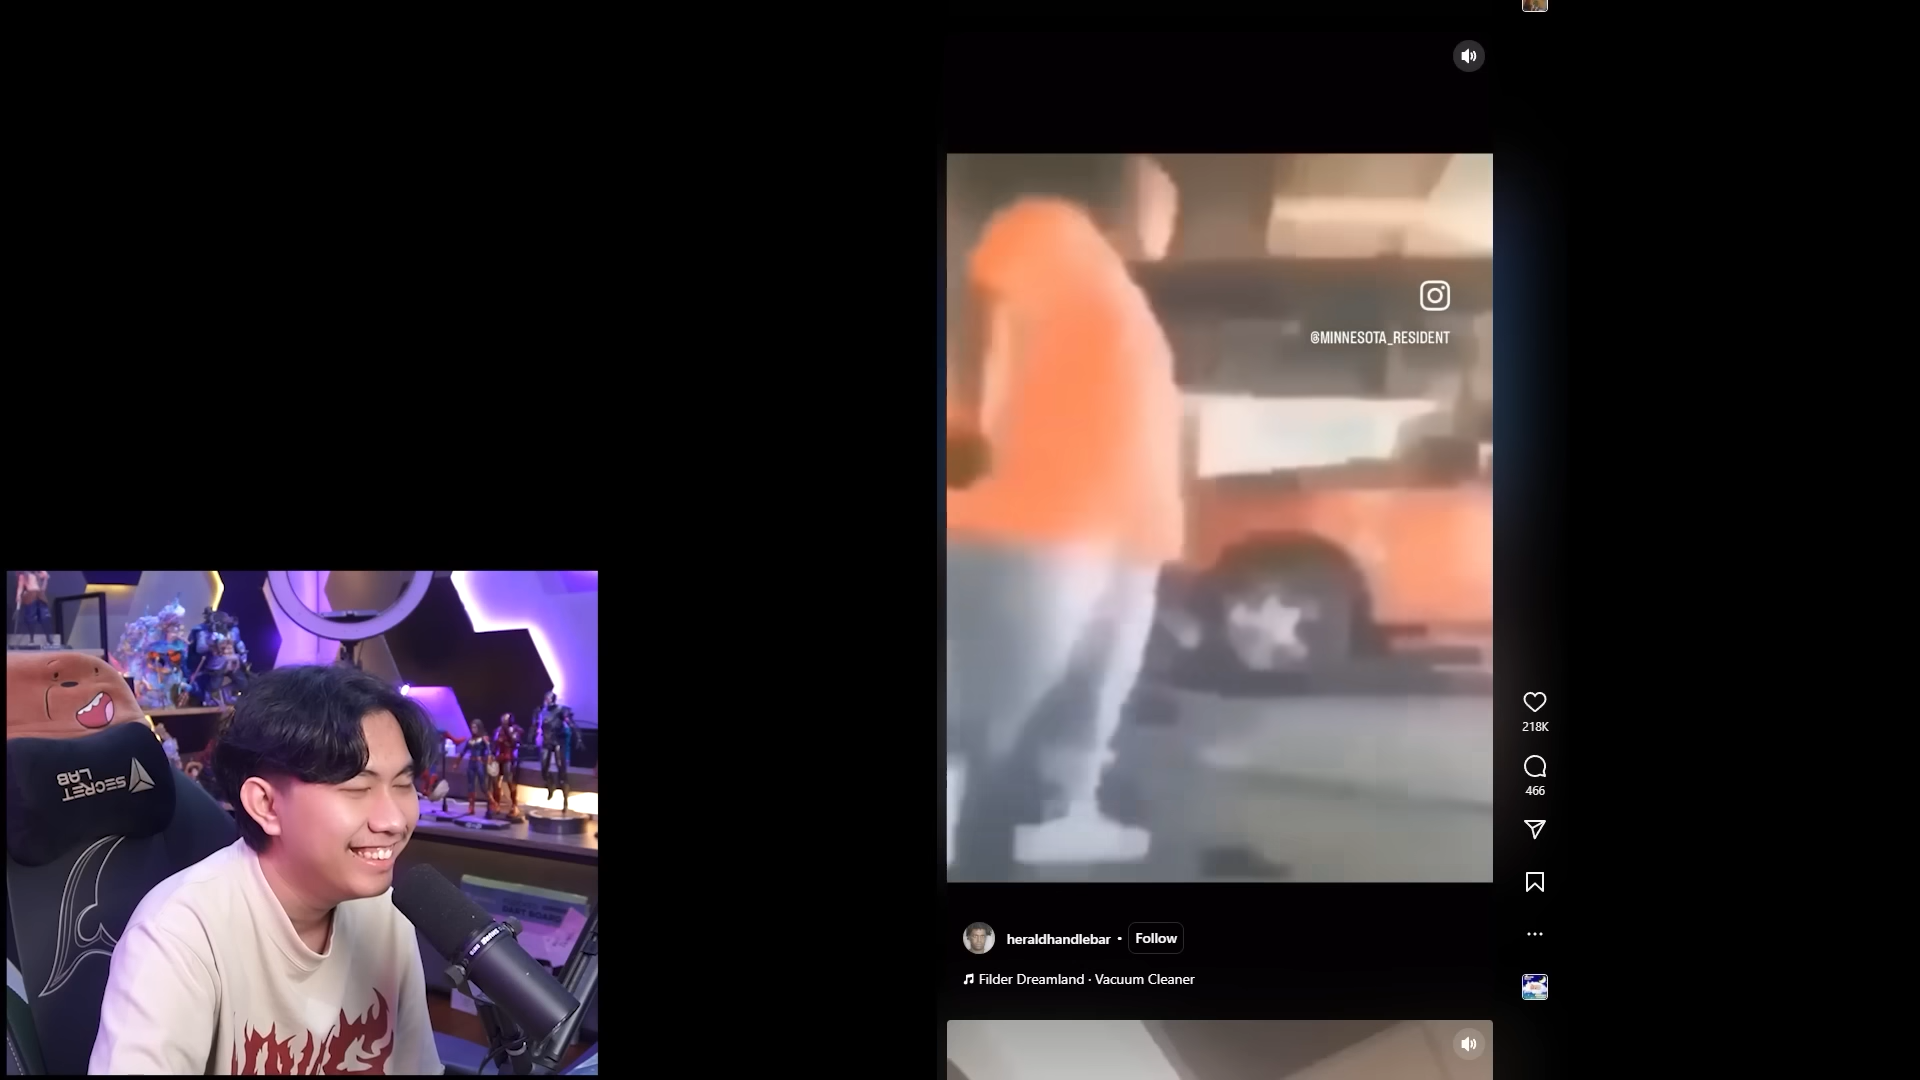 @MINNESOTA_RESIDENT
218K
466
heraldhandlebar • Follow
Filder Dreamland · Vacuum Cleaner
SECRET
LAB